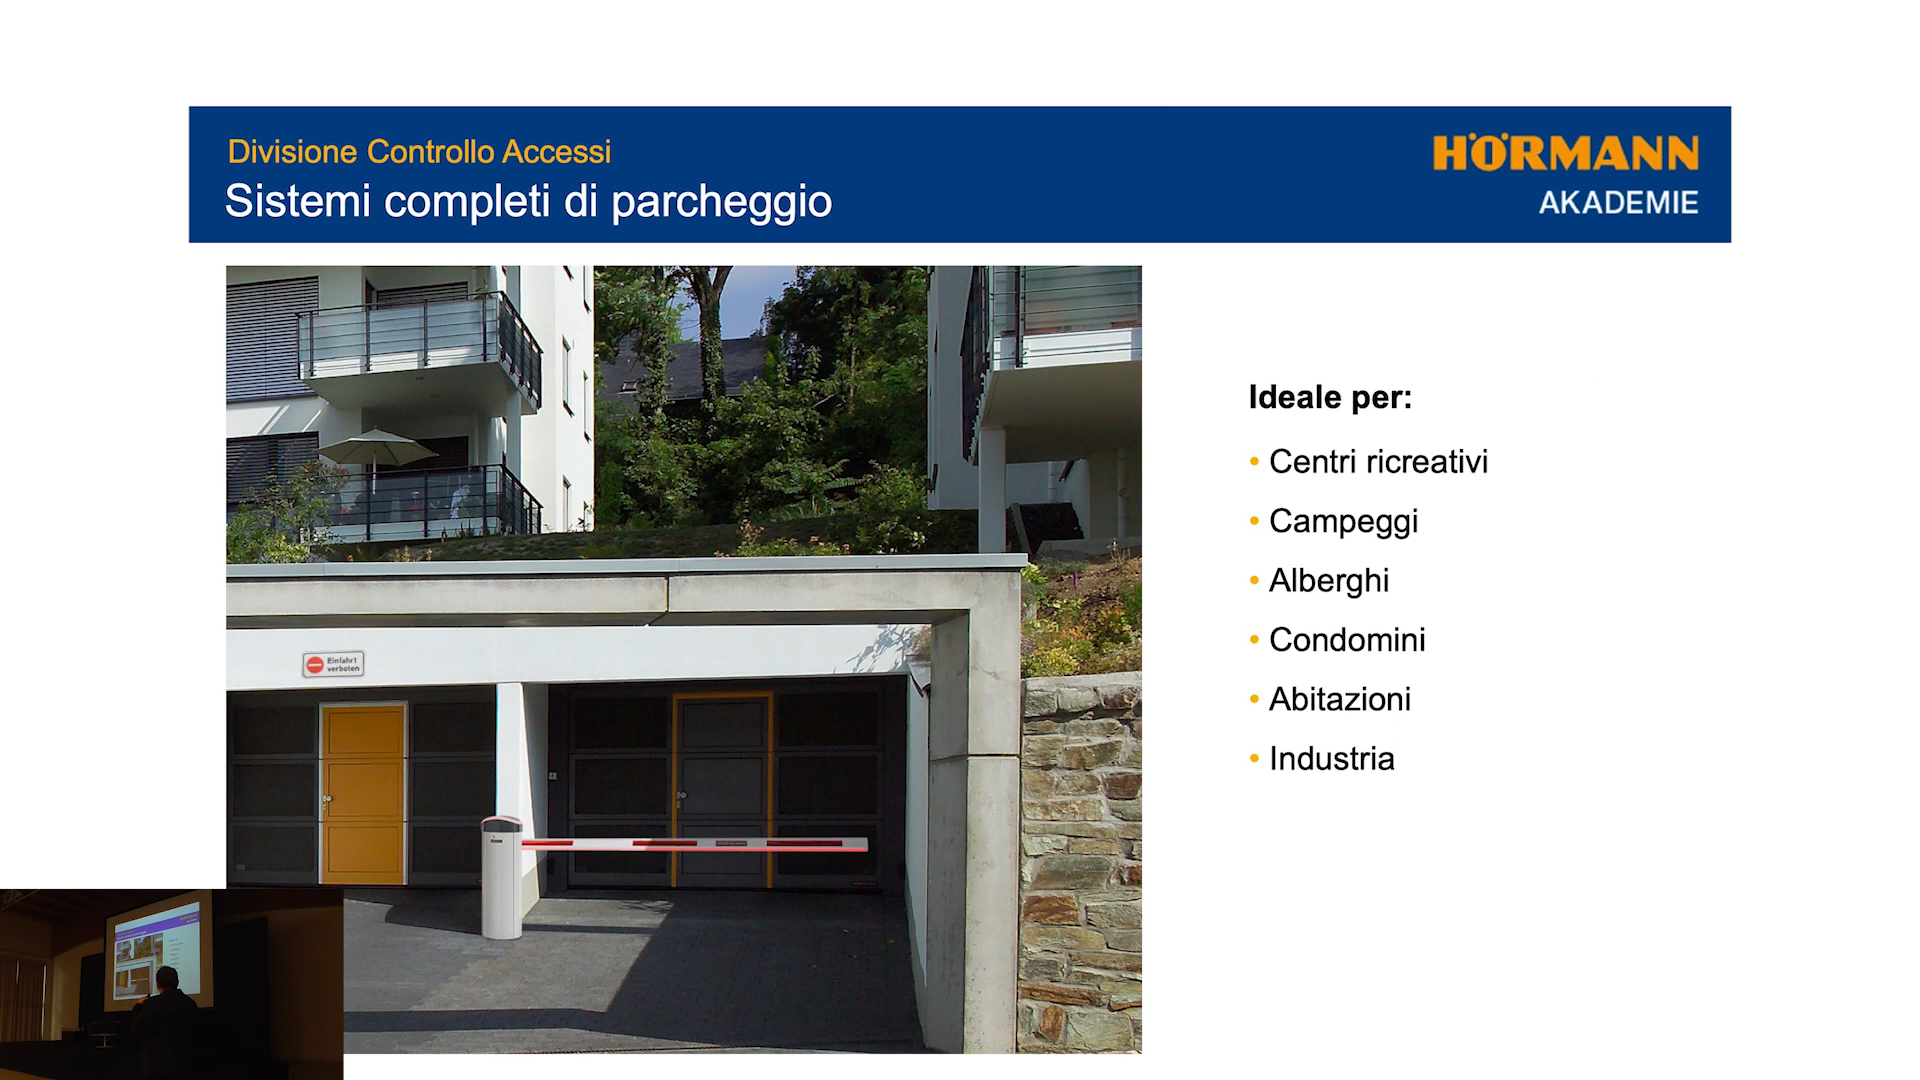 Divisione Controllo Accessi
Sistemi completi di parcheggio
HÖRMANN
AKADEMIE
Einfahrt
verboten
Ideale per:
• Centri ricreativi
• Campeggi
• Alberghi
• Condomini
• Abitazioni
• Industria